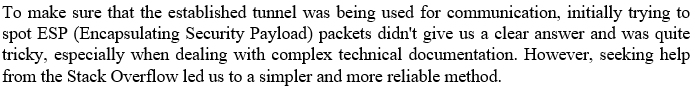 To make sure that the established tunnel was being used for communication, initially trying to
spot ESP (Encapsulating Security Payload) packets didn't give us a clear answer and was quite
tricky, especially when dealing with complex technical documentation. However, seeking help
from the Stack Overflow led us to a simpler and more reliable method.